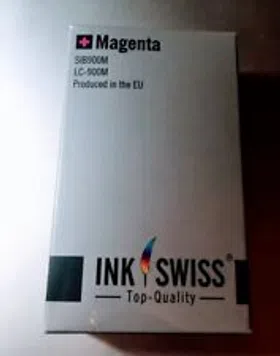 Magenta
SIB900M
LC-900M
Produced in the EU
INK SWISS®
Top-Quality